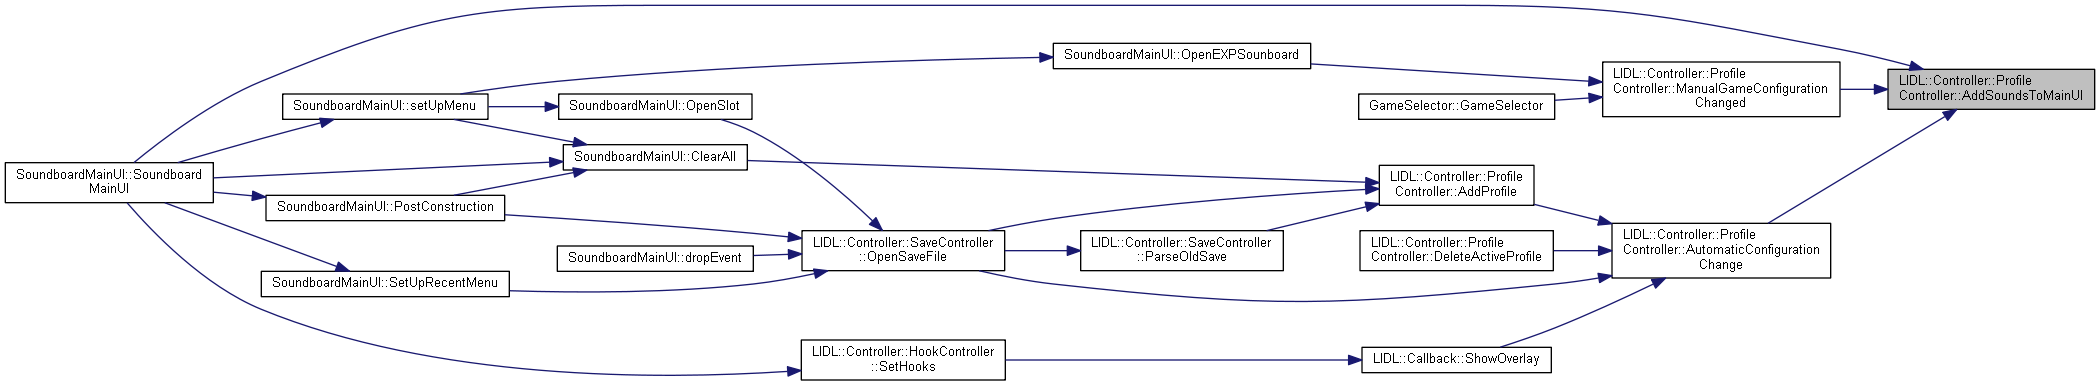 SoundboardMainUI::Soundboard
MainUI
SoundboardMainUI::setUpMenu
SoundboardMainUI::PostConstruction
SoundboardMainUI::SetUpRecentMenu
SoundboardMainUI::OpenSlot
SoundboardMainUI::ClearAll
SoundboardMainUI::dropEvent
LIDL::Controller::SaveController
::OpenSaveFile
LIDL::Controller::HookController
::SetHooks
SoundboardMainUI::OpenEXPSounboard
LIDL::Controller::SaveController
::ParseOldSave
GameSelector::GameSelector
LIDL::Controller::Profile
Controller::AddProfile
LIDL::Controller::Profile
Controller::DeleteActiveProfile
LIDL::Callback::ShowOverlay
LIDL::Controller::Profile
Controller::ManualGameConfiguration
Changed
LIDL::Controller::Profile
Controller::AutomaticConfiguration
Change
LIDL::Controller::Profile
Controller::AddSoundsToMainUI